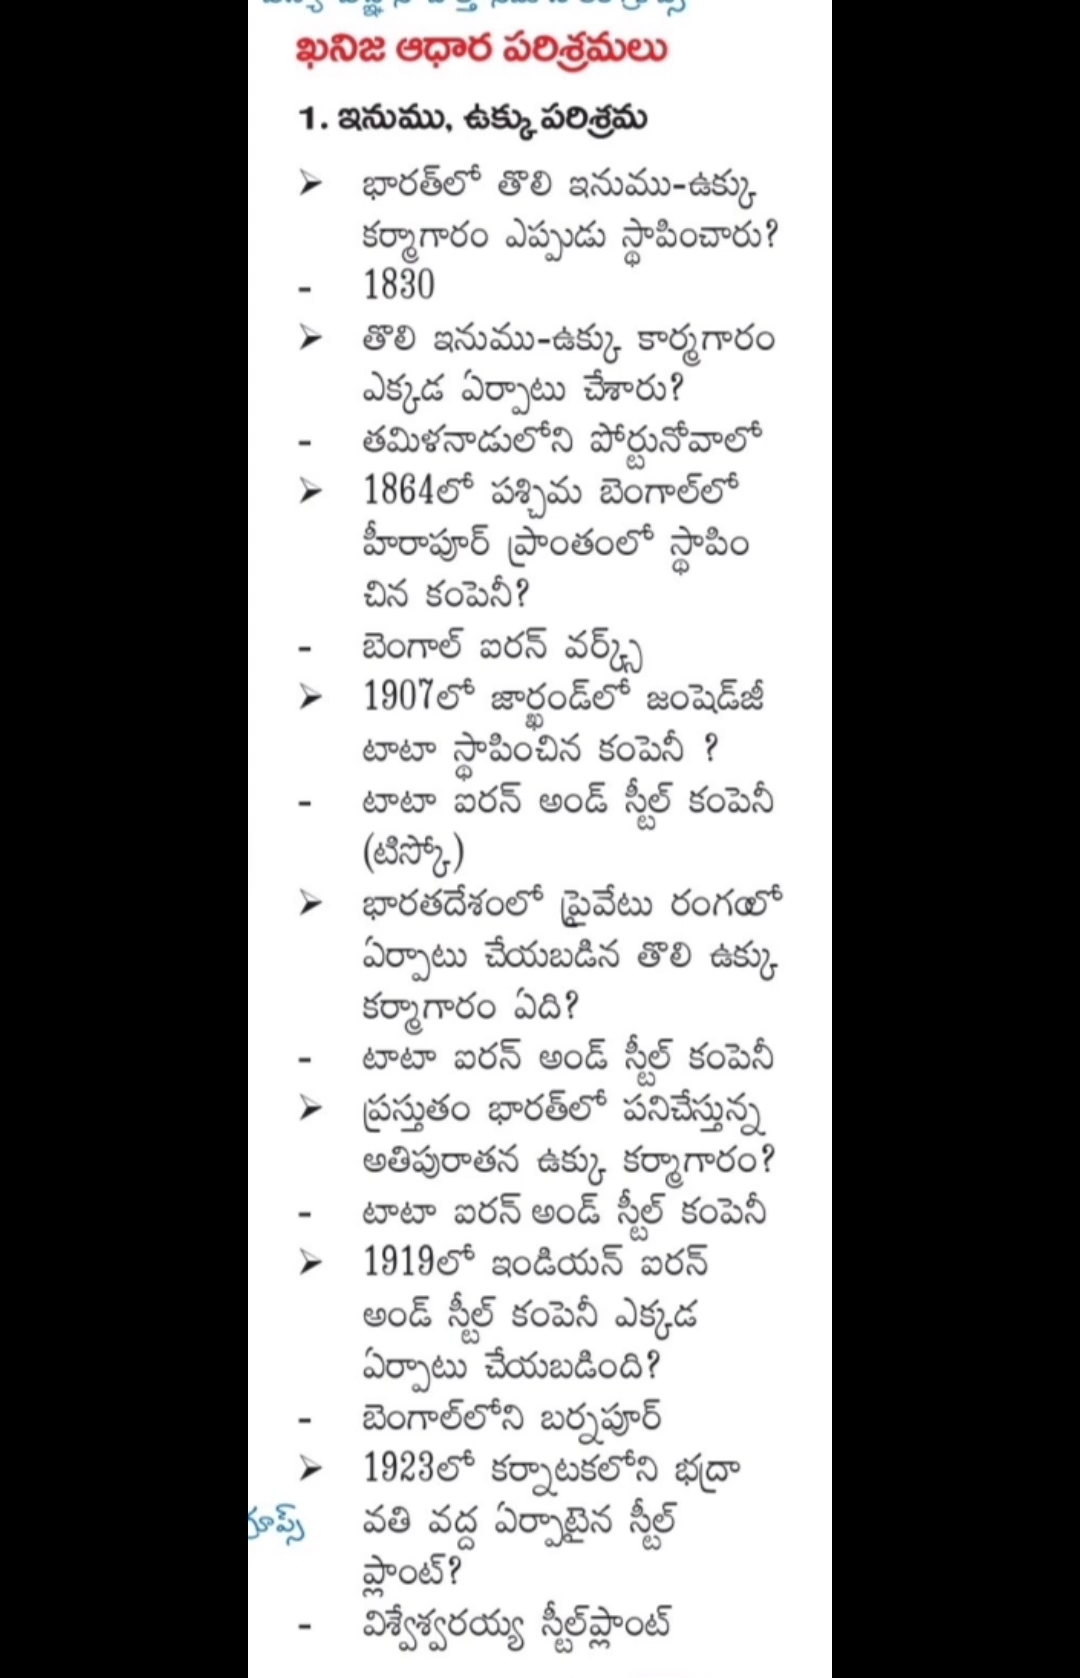 ఖనిజ ఆధార పరిశ్రమలు
1. ఇనుము, ఉక్కు పరిశ్రమ
➢ భారత్‌లో తొలి ఇనుము-ఉక్కు
కర్మాగారం ఎప్పుడు స్థాపించారు?
- 1830
➢ తొలి ఇనుము-ఉక్కు కార్మగారం
ఎక్కడ ఏర్పాటు చేశారు?
- తమిళనాడులోని పోర్టునోవాలో
➢ 1864లో పశ్చిమ బెంగాల్‌లో
హీరాపూర్ ప్రాంతంలో స్థాపిం
చిన కంపెనీ?
- బెంగాల్ ఐరన్ వర్క్స్
➢ 1907లో జార్ఖండ్‌లో జంషెడ్‌జీ
టాటా స్థాపించిన కంపెనీ ?
- టాటా ఐరన్ అండ్ స్టీల్ కంపెనీ
(టిస్కో)
➢ భారతదేశంలో ప్రైవేటు రంగంలో
ఏర్పాటు చేయబడిన తొలి ఉక్కు
కర్మాగారం ఏది?
- టాటా ఐరన్ అండ్ స్టీల్ కంపెనీ
➢ ప్రస్తుతం భారత్‌లో పనిచేస్తున్న
అతిపురాతన ఉక్కు కర్మాగారం?
- టాటా ఐరన్ అండ్ స్టీల్ కంపెనీ
➢ 1919లో ఇండియన్ ఐరన్
అండ్ స్టీల్ కంపెనీ ఎక్కడ
ఏర్పాటు చేయబడింది?
- బెంగాల్‌లోని బర్నపూర్
➢ 1923లో కర్నాటకలోని భద్రా
వతి వద్ద ఏర్పాటైన స్టీల్
ప్లాంట్?
- విశ్వేశ్వరయ్య స్టీల్‌ప్లాంట్